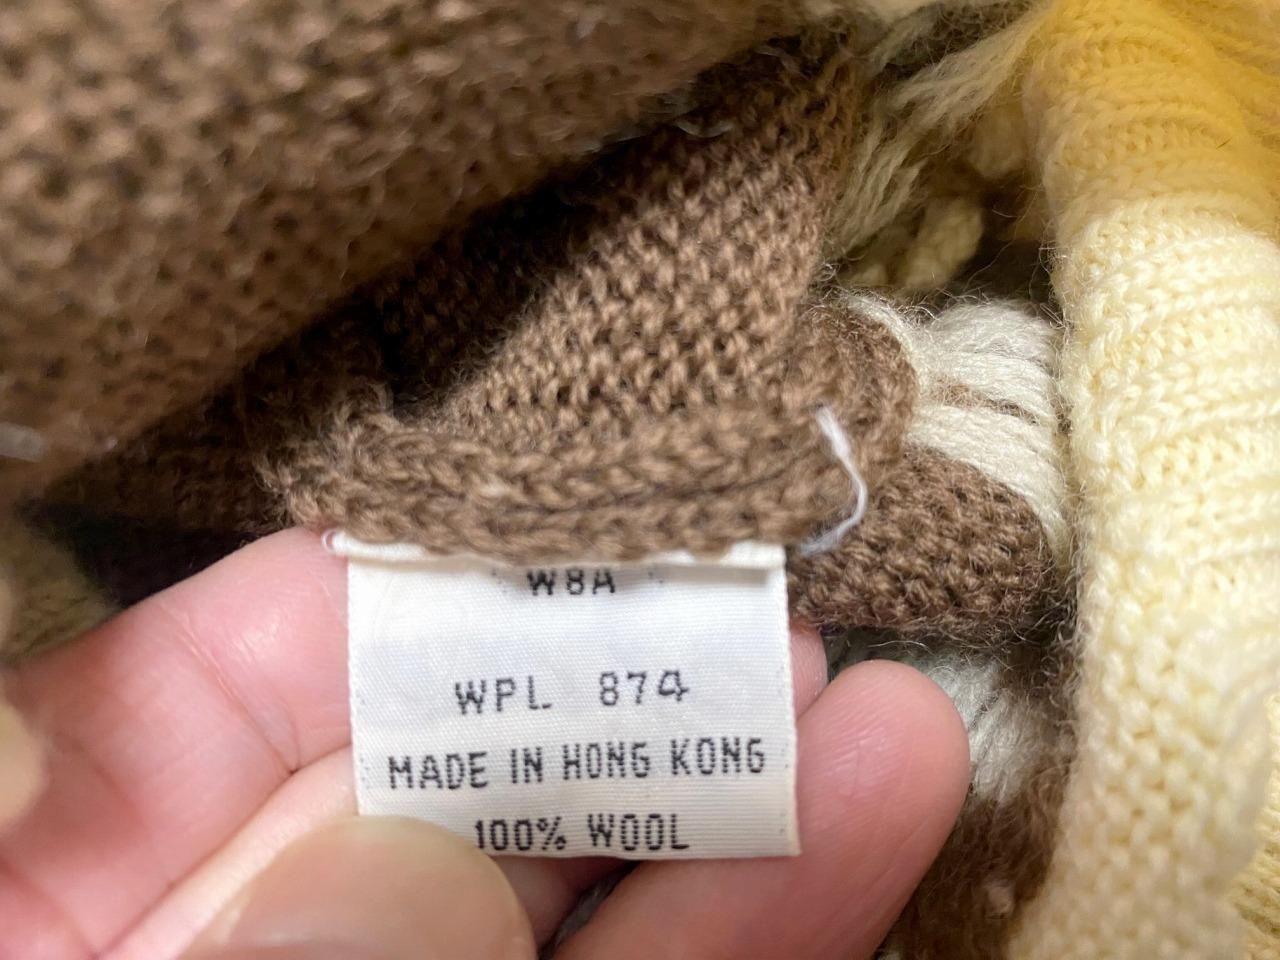 W8A
WPL 874
MADE IN HONG KONG
100% WOOL